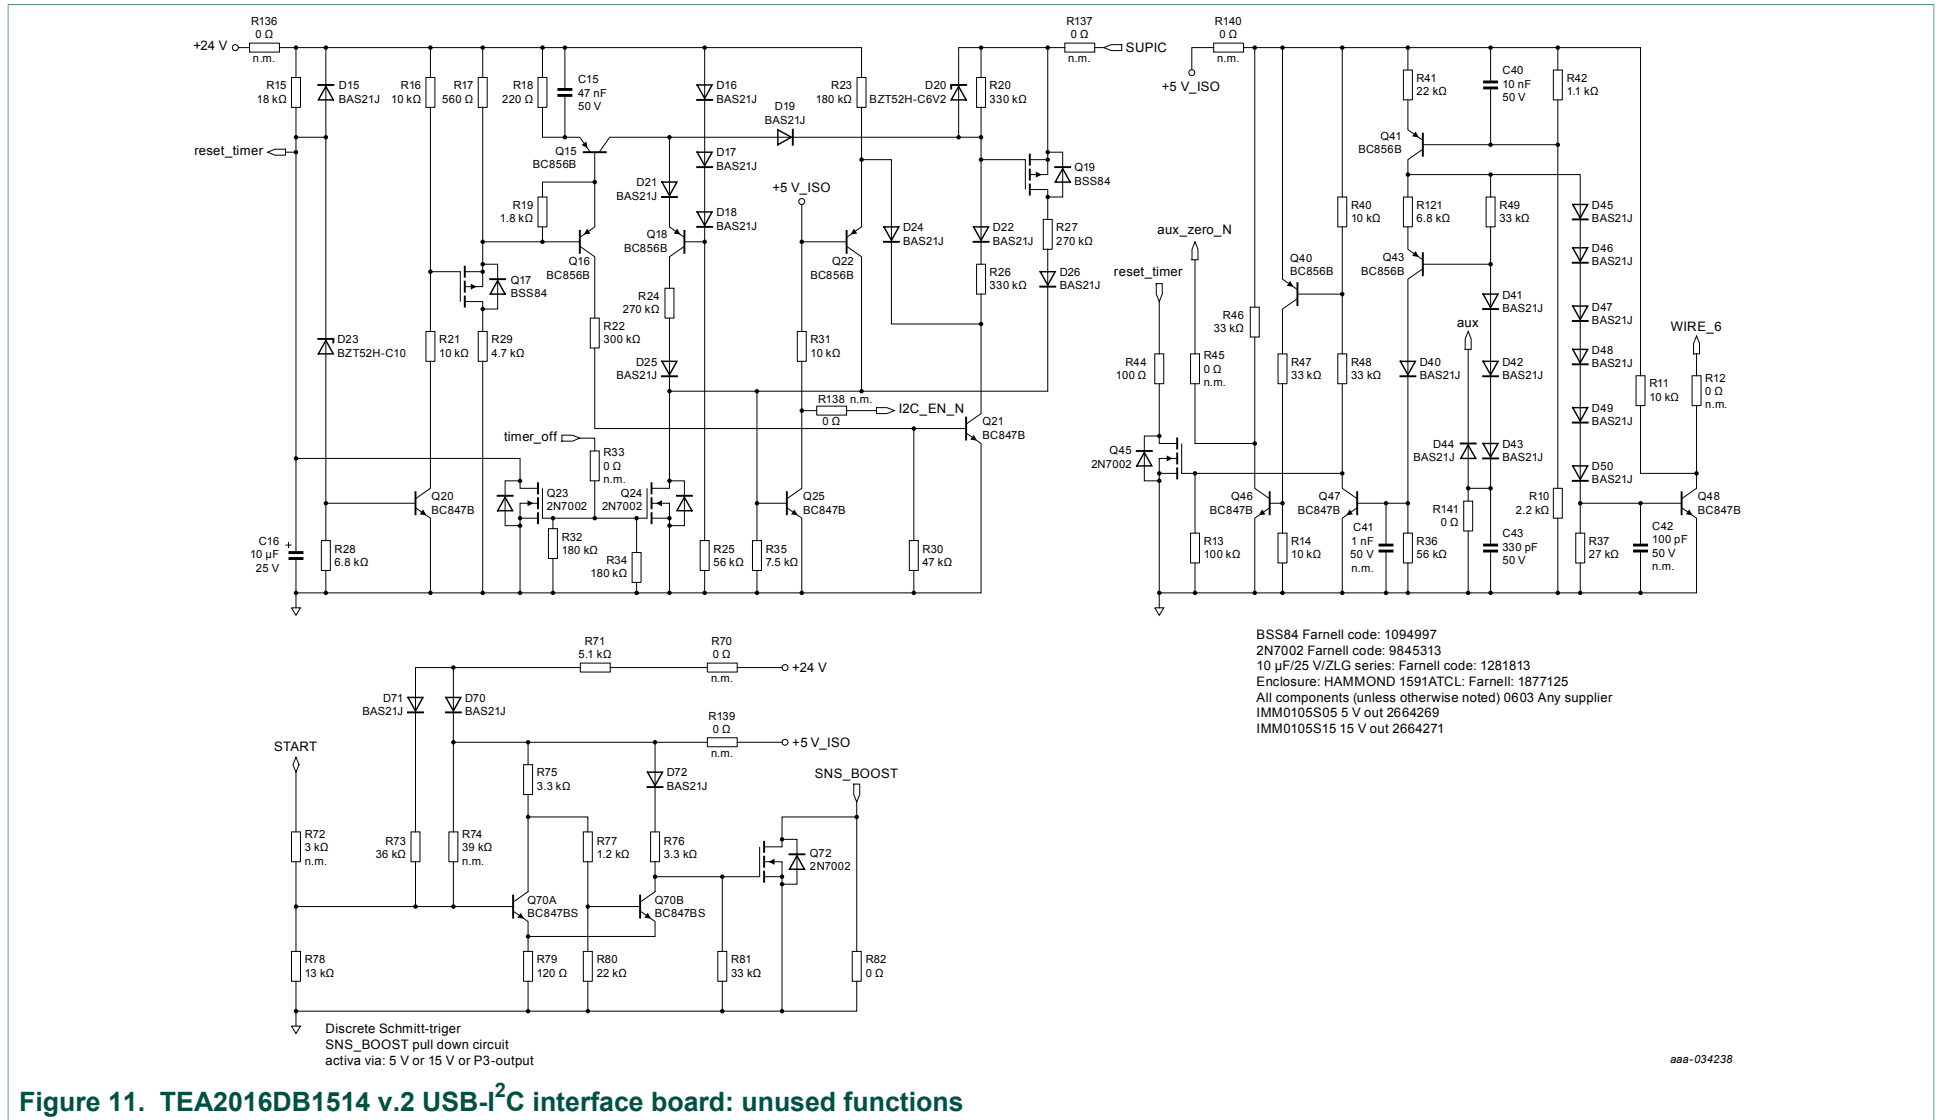 R136
0 Ω
+24 V
n.m.
R15
18 kΩ
D15
BAS21J
R16
10 kΩ
R17
560 Ω
R18
220 Ω
C15
47 nF
50 V
D16
BAS21J
R23
180 kΩ
D20
BZT52H-C6V2
R20
330 kΩ
R137
0 Ω
SUPIC
n.m.
D19
BAS21J
reset_timer
Q15
BC856B
D17
BAS21J
D21
BAS21J
+5 V_ISO
Q19
BSS84
R19
1.8 kΩ
D18
BAS21J
Q18
BC856B
Q16
BC856B
Q22
BC856B
D24
BAS21J
D22
BAS21J
R27
270 kΩ
Q17
BSS84
R26
330 kΩ
D26
BAS21J
R24
270 kΩ
D23
BZT52H-C10
R21
10 kΩ
R29
4.7 kΩ
R22
300 kΩ
R31
10 kΩ
D25
BAS21J
R138 n.m.
0 Ω
I2C_EN_N
Q21
BC847B
timer_off
R33
0 Ω
n.m.
Q20
BC847B
Q23
2N7002
Q24
2N7002
Q25
BC847B
C16
10 µF
25 V
+
R28
6.8 kΩ
R32
180 kΩ
R34
180 kΩ
R25
56 kΩ
R35
7.5 kΩ
R30
47 kΩ
R140
0 Ω
n.m.
+5 V_ISO
R41
22 kΩ
C40
10 nF
50 V
R42
1.1 kΩ
Q41
BC856B
R40
10 kΩ
R121
6.8 kΩ
R49
33 kΩ
D45
BAS21J
aux_zero_N
D46
BAS21J
Q40
BC856B
Q43
BC856B
reset_timer
D41
BAS21J
D47
BAS21J
R46
33 kΩ
aux
WIRE_6
D48
BAS21J
R44
100 Ω
R45
0 Ω
n.m.
R47
33 kΩ
R48
33 kΩ
D40
BAS21J
D42
BAS21J
R11
10 kΩ
R12
0 Ω
n.m.
D49
BAS21J
Q45
2N7002
D44
BAS21J
D43
BAS21J
D50
BAS21J
Q46
BC847B
Q47
BC847B
R10
2.2 kΩ
Q48
BC847B
R141
0 Ω
R13
100 kΩ
R14
10 kΩ
C41
1 nF
50 V
n.m.
R36
56 kΩ
C43
330 pF
50 V
R37
27 kΩ
C42
100 pF
50 V
n.m.
BSS84 Farnell code: 1094997
2N7002 Farnell code: 9845313
10 µF/25 V/ZLG series: Farnell code: 1281813
Enclosure: HAMMOND 1591ATCL: Farnell: 1877125
All components (unless otherwise noted) 0603 Any supplier
IMM0105S05 5 V out 2664269
IMM0105S15 15 V out 2664271
R71
5.1 kΩ
R70
0 Ω
n.m.
+24 V
D71
BAS21J
D70
BAS21J
R139
0 Ω
n.m.
+5 V_ISO
START
R75
3.3 kΩ
D72
BAS21J
SNS_BOOST
R72
3 kΩ
n.m.
R73
36 kΩ
R74
39 kΩ
n.m.
R77
1.2 kΩ
R76
3.3 kΩ
Q72
2N7002
Q70A
BC847BS
Q70B
BC847BS
R78
13 kΩ
R79
120 Ω
R80
22 kΩ
R81
33 kΩ
R82
0 Ω
Discrete Schmitt-triger
SNS_BOOST pull down circuit
activa via: 5 V or 15 V or P3-output
aaa-034238
Figure 11. TEA2016DB1514 v.2 USB-I²C interface board: unused functions